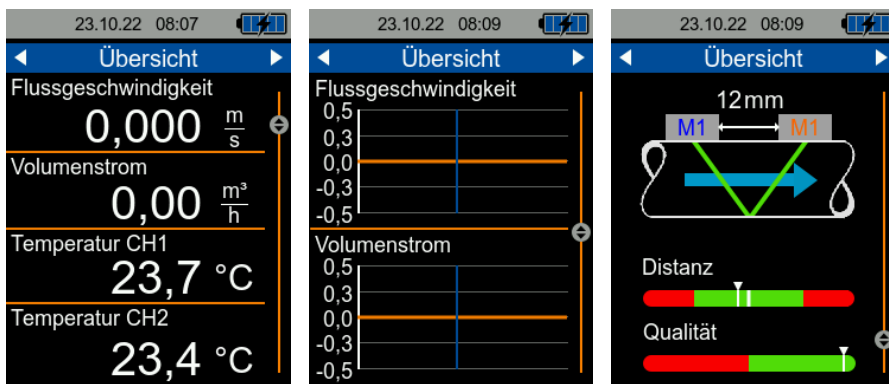 23.10.22 08:07
Übersicht
Flussgeschwindigkeit
0,000 m/s
Volumenstrom
0,00 m³/h
Temperatur CH1
23,7 °C
Temperatur CH2
23,4 °C
23.10.22 08:09
Übersicht
Flussgeschwindigkeit
0,5
0,3
0,0
-0,3
-0,5
Volumenstrom
0,5
0,3
0,0
-0,3
-0,5
23.10.22 08:09
Übersicht
12mm
M1 M1
Distanz
Qualität